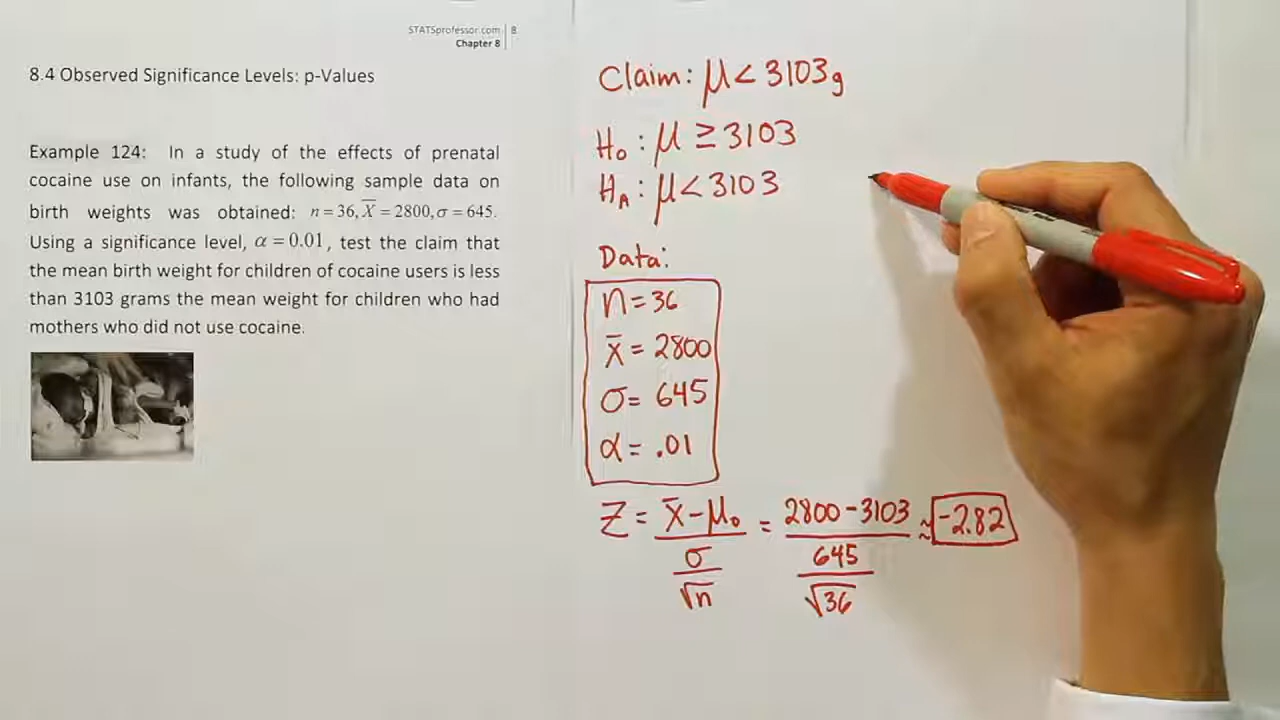 STATSprofessor.com | 8
Chapter 8
8.4 Observed Significance Levels: p-Values
Example 124: In a study of the effects of prenatal
cocaine use on infants, the following sample data on
birth weights was obtained: n = 36, X̅ = 2800, σ = 645.
Using a significance level, α = 0.01, test the claim that
the mean birth weight for children of cocaine users is less
than 3103 grams the mean weight for children who had
mothers who did not use cocaine.
Claim: μ < 3103g
H₀: μ ≥ 3103
H_A: μ < 3103
Data:
n = 36
x̅ = 2800
σ = 645
α = .01
Z = (x̅ − μ₀) / (σ / √n) = (2800 − 3103) / (645 / √36) ≈ −2.82